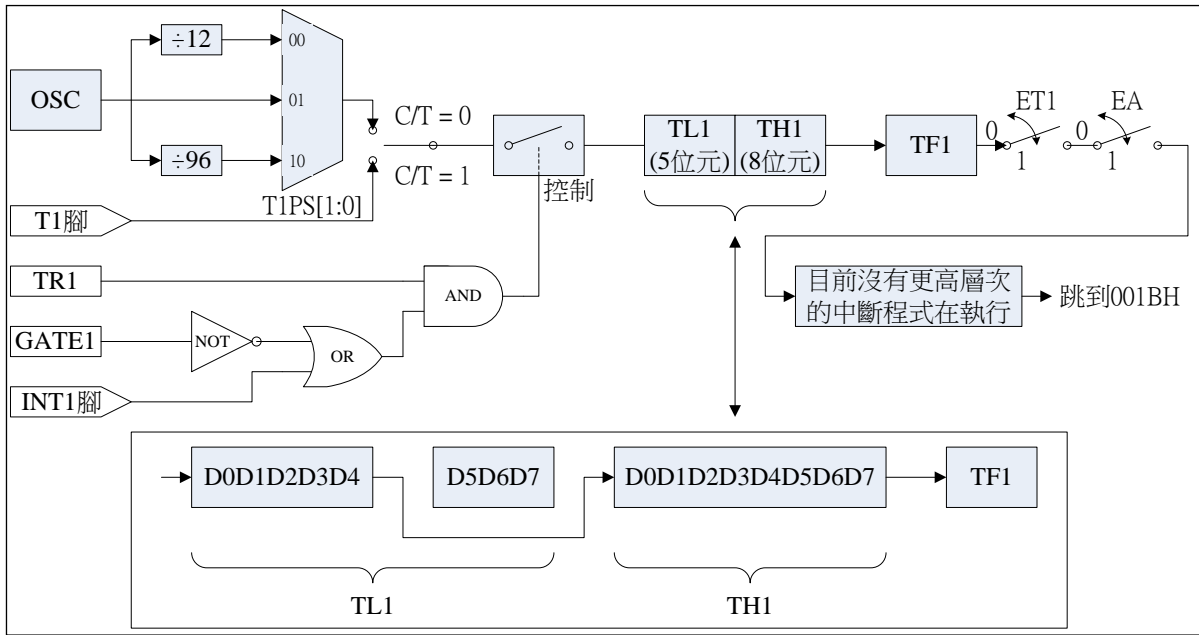 ÷12
00
OSC
01
÷96
10
T1PS[1:0]
C/T = 0
C/T = 1
控制
TL1
(5位元)
TH1
(8位元)
TF1
ET1
0
1
EA
0
1
T1腳
TR1
AND
GATE1
NOT
OR
INT1腳
目前沒有更高層次
的中斷程式在執行
跳到001BH
D0D1D2D3D4
D5D6D7
D0D1D2D3D4D5D6D7
TF1
TL1
TH1